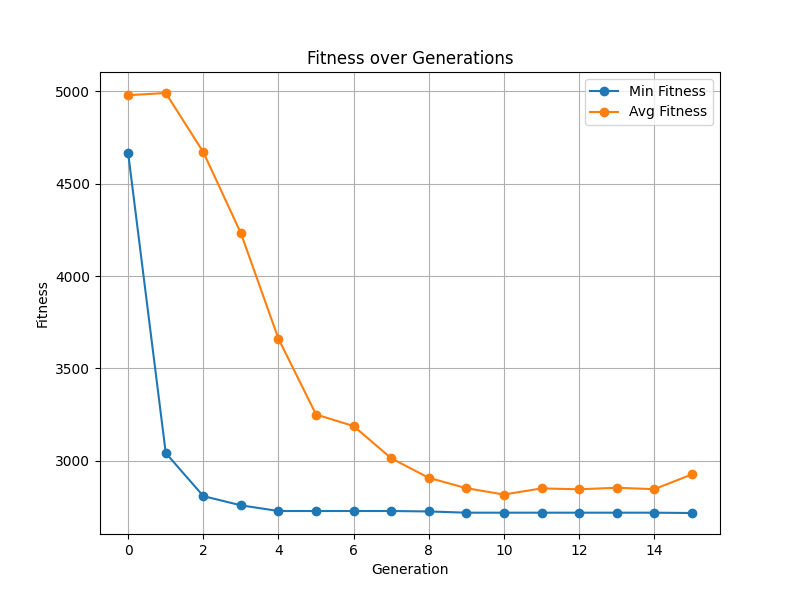 Fitness over Generations
Min Fitness
Avg Fitness
5000
4500
4000
3500
3000
Fitness
0 2 4 6 8 10 12 14
Generation